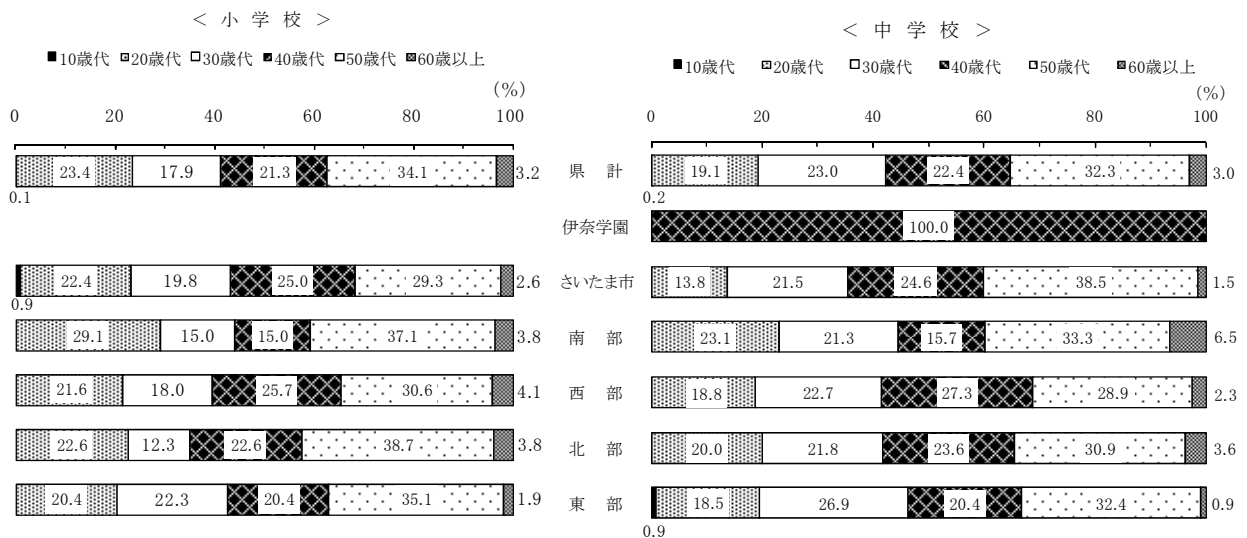 ＜ 小 学 校 ＞
■10歳代 20歳代 30歳代 40歳代 50歳代 60歳以上
(%)
0 20 40 60 80 100
23.4 17.9 21.3 34.1 3.2
0.1
22.4 19.8 25.0 29.3 2.6
0.9
29.1 15.0 15.0 37.1 3.8
21.6 18.0 25.7 30.6 4.1
22.6 12.3 22.6 38.7 3.8
20.4 22.3 20.4 35.1 1.9
県 計
伊奈学園
さいたま市
南 部
西 部
北 部
東 部
＜ 中 学 校 ＞
■10歳代 20歳代 30歳代 40歳代 50歳代 60歳以上
(%)
0 20 40 60 80 100
19.1 23.0 22.4 32.3 3.0
0.2
100.0
13.8 21.5 24.6 38.5 1.5
23.1 21.3 15.7 33.3 6.5
18.8 22.7 27.3 28.9 2.3
20.0 21.8 23.6 30.9 3.6
18.5 26.9 20.4 32.4 0.9
0.9